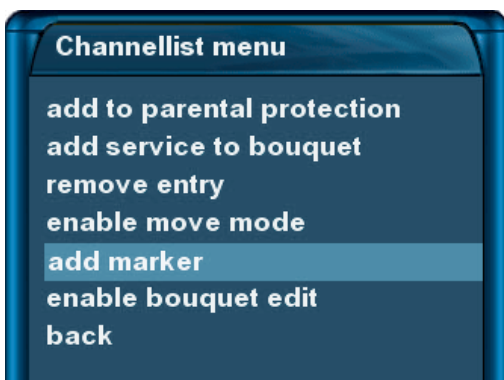 Channellist menu
add to parental protection
add service to bouquet
remove entry
enable move mode
add marker
enable bouquet edit
back